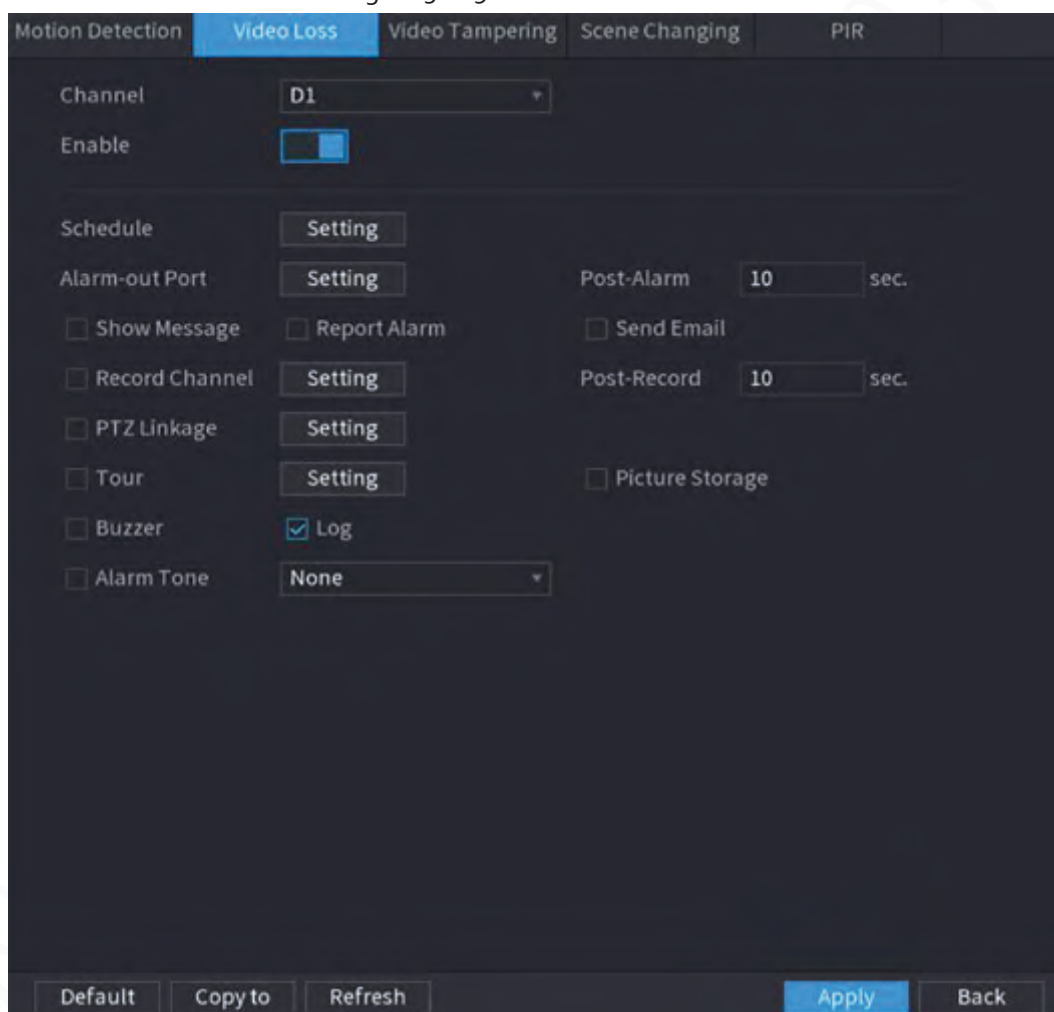 Motion Detection Video Loss Video Tampering Scene Changing PIR
Channel D1
Enable
Schedule Setting
Alarm-out Port Setting Post-Alarm 10 sec.
Show Message Report Alarm Send Email
Record Channel Setting Post-Record 10 sec.
PTZ Linkage Setting
Tour Setting Picture Storage
Buzzer Log
Alarm Tone None
Default Copy to Refresh Apply Back